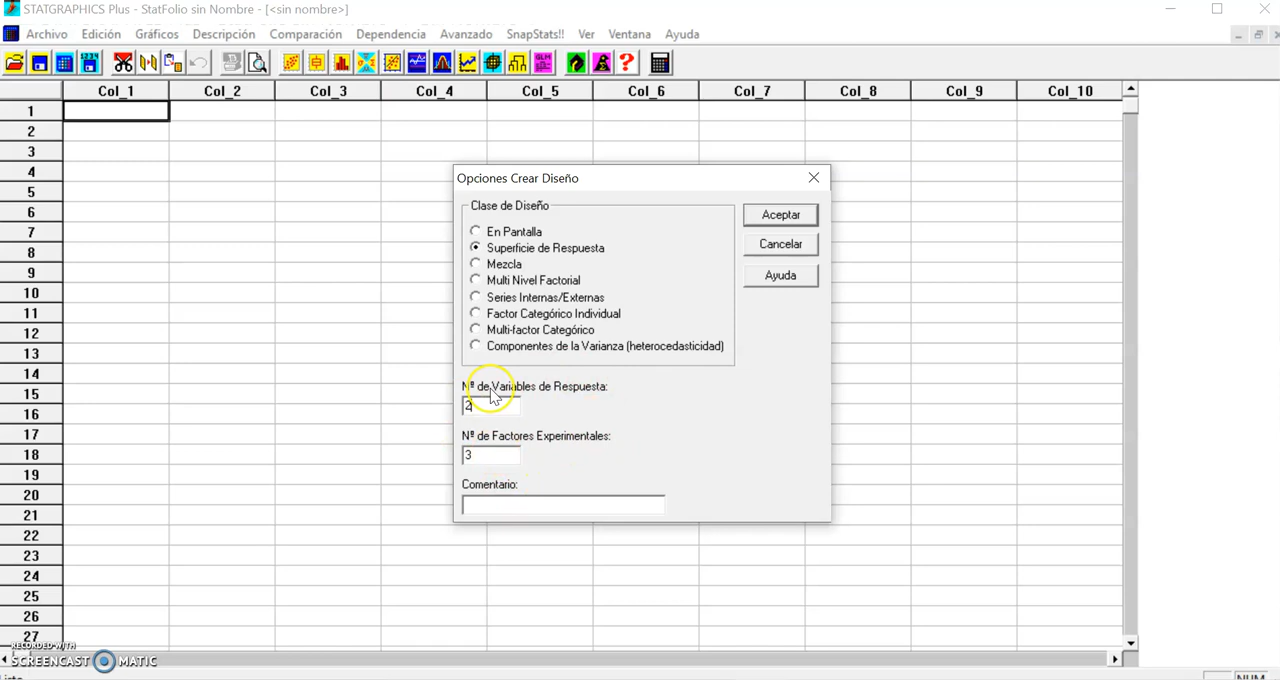 STATGRAPHICS Plus - StatFolio sin Nombre - [<sin nombre>]
Archivo Edición Gráficos Descripción Comparación Dependencia Avanzado SnapStats!! Ver Ventana Ayuda
Col_1 Col_2 Col_3 Col_4 Col_5 Col_6 Col_7 Col_8 Col_9 Col_10
1
2
3
4
5
6
7
8
9
10
11
12
13
14
15
16
17
18
19
20
21
22
23
24
25
26
27
Opciones Crear Diseño
Clase de Diseño
En Pantalla
Superficie de Respuesta
Mezcla
Multi Nivel Factorial
Series Internas/Externas
Factor Categórico Individual
Multi-factor Categórico
Componentes de la Varianza (heterocedasticidad)
Aceptar
Cancelar
Ayuda
Nº de Variables de Respuesta:
2
Nº de Factores Experimentales:
3
Comentario:
RECORDED WITH
SCREENCAST MATIC
Listo
NUM